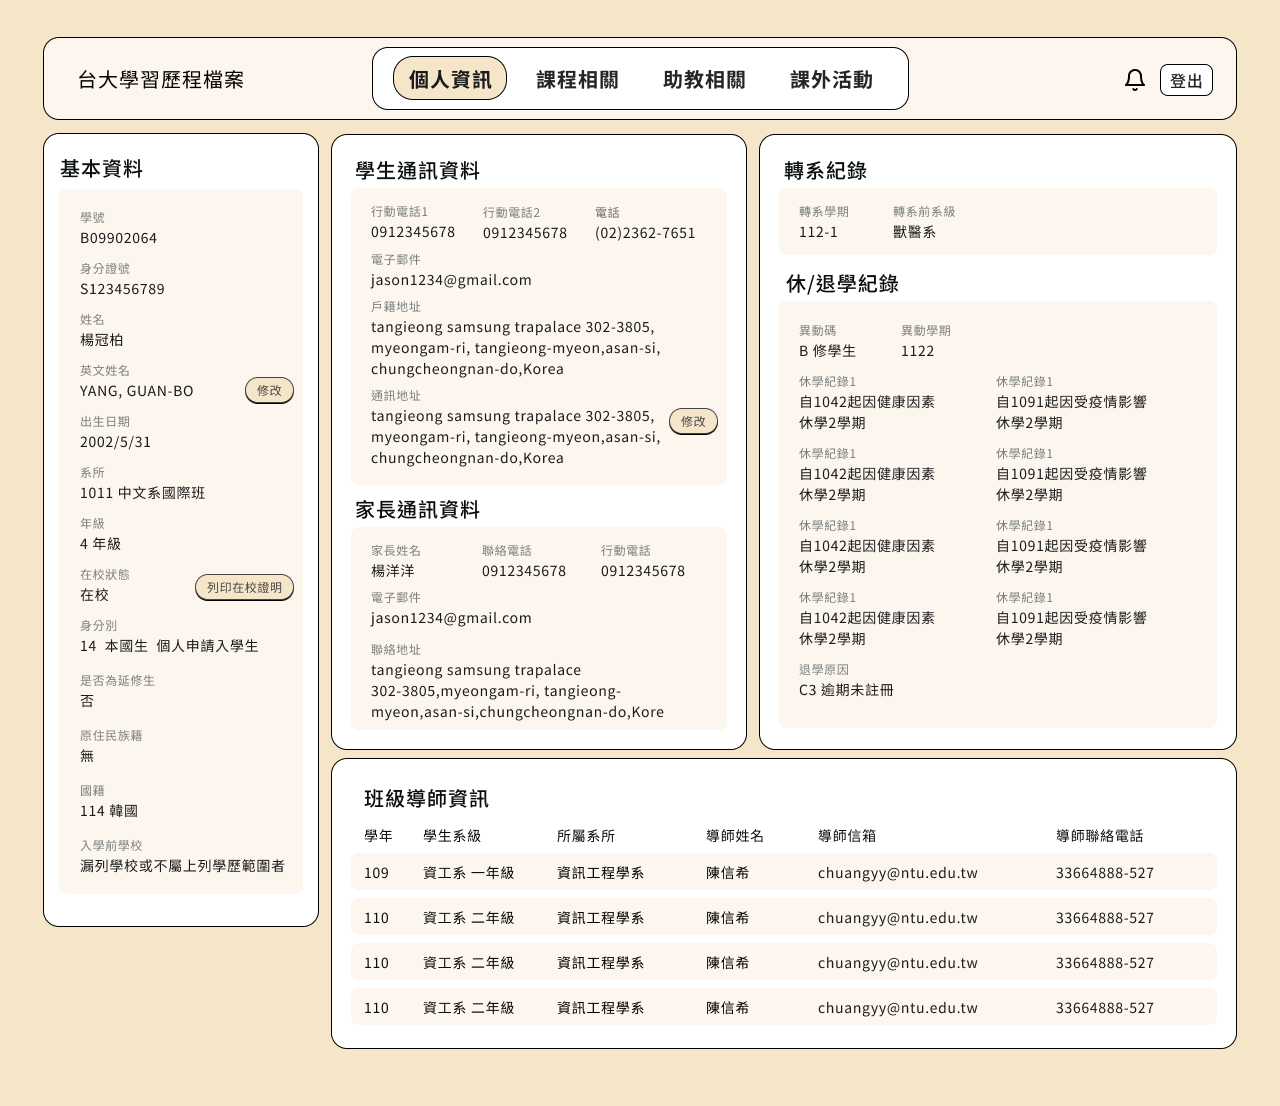 台大學習歷程檔案
個人資訊 課程相關 助教相關 課外活動
登出
基本資料
學號
B09902064
身分證號
S123456789
姓名
楊冠柏
英文姓名
YANG, GUAN-BO
修改
出生日期
2002/5/31
系所
1011 中文系國際班
年級
4 年級
在校狀態
在校
列印在校證明
身分別
14 本國生 個人申請入學生
是否為延修生
否
原住民族籍
無
國籍
114 韓國
入學前學校
漏列學校或不屬上列學歷範圍者
學生通訊資料
行動電話1 行動電話2 電話
0912345678 0912345678 (02)2362-7651
電子郵件
jason1234@gmail.com
戶籍地址
tangieong samsung trapalace 302-3805,
myeongam-ri, tangieong-myeon,asan-si,
chungcheongnan-do,Korea
通訊地址
tangieong samsung trapalace 302-3805,
myeongam-ri, tangieong-myeon,asan-si,
chungcheongnan-do,Korea
修改
家長通訊資料
家長姓名 聯絡電話 行動電話
楊洋洋 0912345678 0912345678
電子郵件
jason1234@gmail.com
聯絡地址
tangieong samsung trapalace
302-3805,myeongam-ri, tangieong-
myeon,asan-si,chungcheongnan-do,Kore
轉系紀錄
轉系學期 轉系前系級
112-1 獸醫系
休/退學紀錄
異動碼 異動學期
B 修學生 1122
休學紀錄1 休學紀錄1
自1042起因健康因素 自1091起因受疫情影響
休學2學期 休學2學期
休學紀錄1 休學紀錄1
自1042起因健康因素 自1091起因受疫情影響
休學2學期 休學2學期
休學紀錄1 休學紀錄1
自1042起因健康因素 自1091起因受疫情影響
休學2學期 休學2學期
休學紀錄1 休學紀錄1
自1042起因健康因素 自1091起因受疫情影響
休學2學期 休學2學期
退學原因
C3 逾期未註冊
班級導師資訊
學年 學生系級 所屬系所 導師姓名 導師信箱 導師聯絡電話
109 資工系 一年級 資訊工程學系 陳信希 chuangyy@ntu.edu.tw 33664888-527
110 資工系 二年級 資訊工程學系 陳信希 chuangyy@ntu.edu.tw 33664888-527
110 資工系 二年級 資訊工程學系 陳信希 chuangyy@ntu.edu.tw 33664888-527
110 資工系 二年級 資訊工程學系 陳信希 chuangyy@ntu.edu.tw 33664888-527